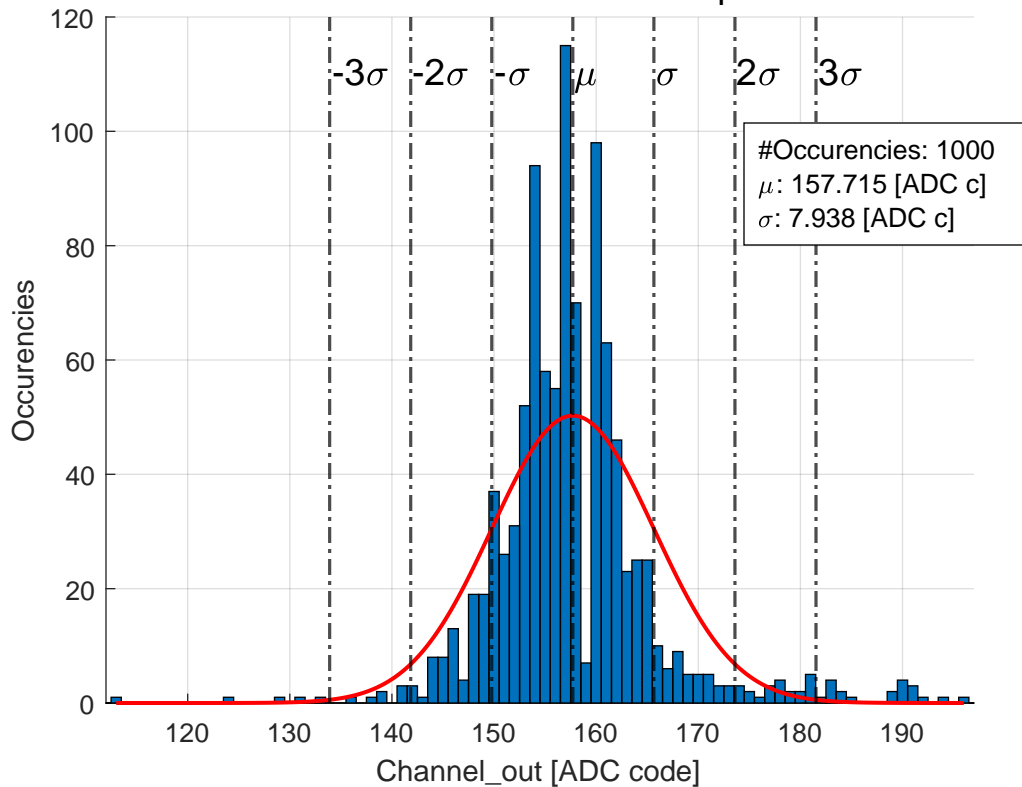 120
-3σ
-2σ
-σ
μ
σ
2σ
3σ
#Occurencies: 1000
μ: 157.715 [ADC c]
σ: 7.938 [ADC c]
100
80
60
40
20
0
Occurencies
120
130
140
150
160
170
180
190
Channel_out [ADC code]